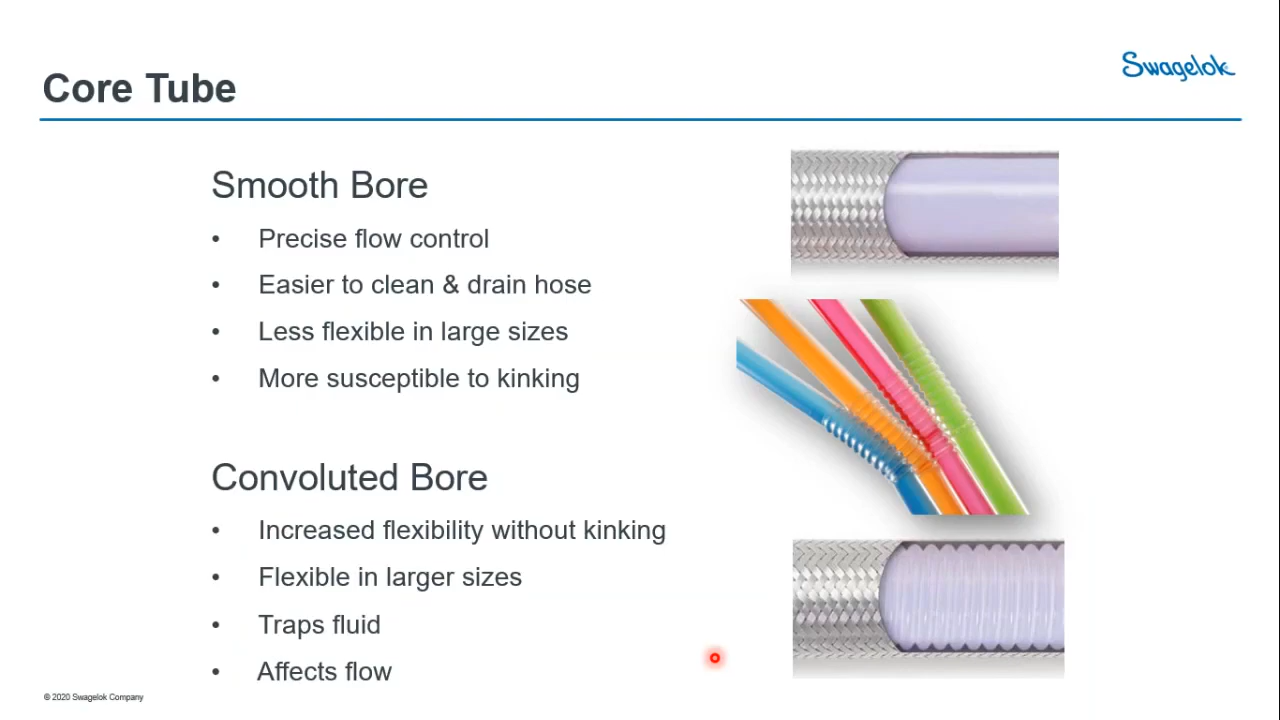 Swagelok
Core Tube
Smooth Bore
• Precise flow control
• Easier to clean & drain hose
• Less flexible in large sizes
• More susceptible to kinking
Convoluted Bore
• Increased flexibility without kinking
• Flexible in larger sizes
• Traps fluid
• Affects flow
© 2020 Swagelok Company